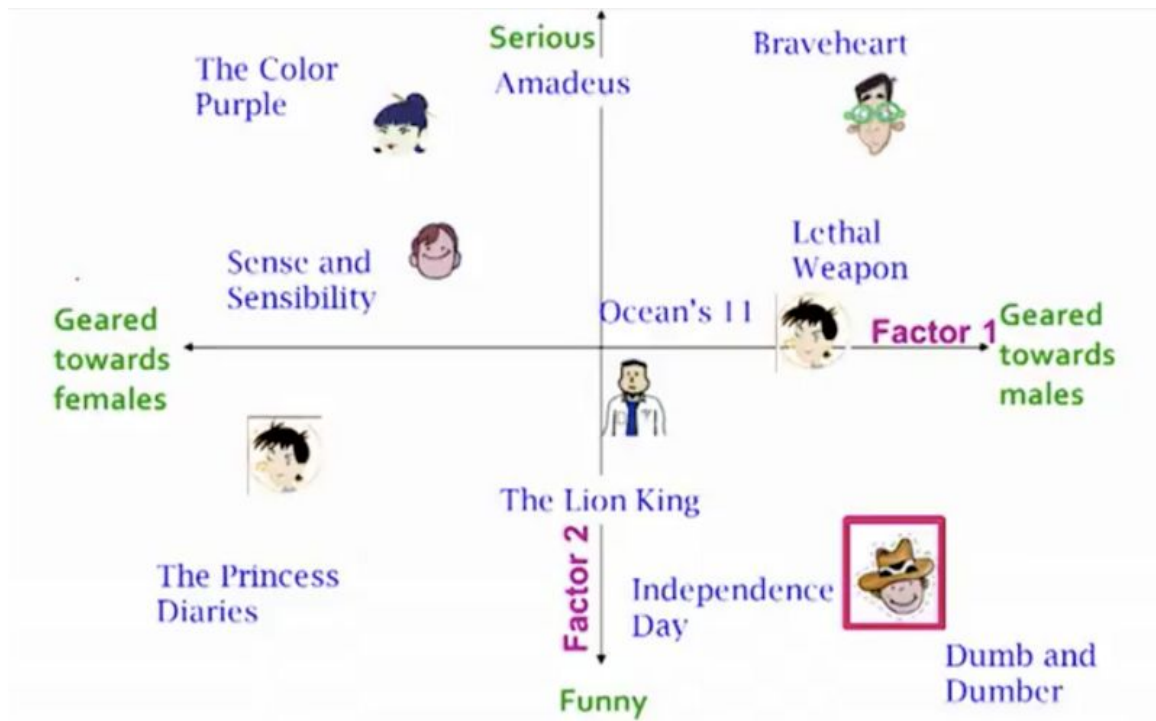 Serious
Braveheart
The Color
Purple
Amadeus
Lethal
Weapon
Sense and
Sensibility
Ocean's 11
Geared
towards
females
Factor 1
Geared
towards
males
The Lion King
Factor 2
The Princess
Diaries
Independence
Day
Dumb and
Dumber
Funny